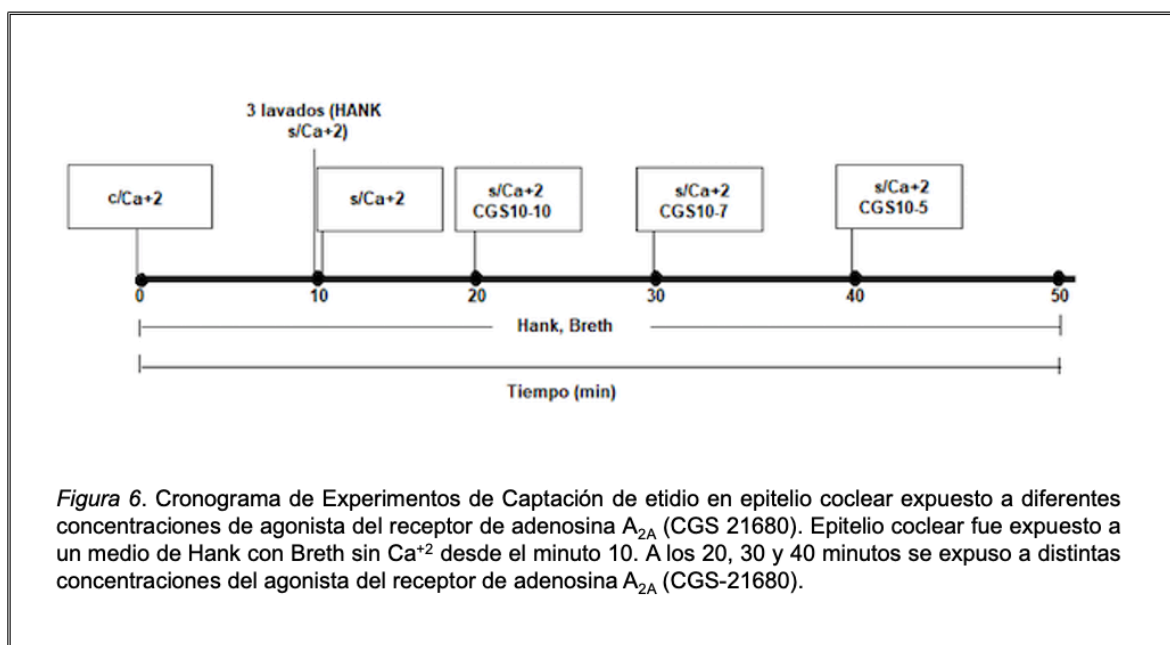 3 lavados (HANK
s/Ca+2)
c/Ca+2
s/Ca+2
s/Ca+2
CGS10-10
s/Ca+2
CGS10-7
s/Ca+2
CGS10-5
0
10
20
30
40
50
Hank, Breth
Tiempo (min)
Figura 6. Cronograma de Experimentos de Captación de etidio en epitelio coclear expuesto a diferentes
concentraciones de agonista del receptor de adenosina A2A (CGS 21680). Epitelio coclear fue expuesto a
un medio de Hank con Breth sin Ca+2 desde el minuto 10. A los 20, 30 y 40 minutos se expuso a distintas
concentraciones del agonista del receptor de adenosina A2A (CGS-21680).